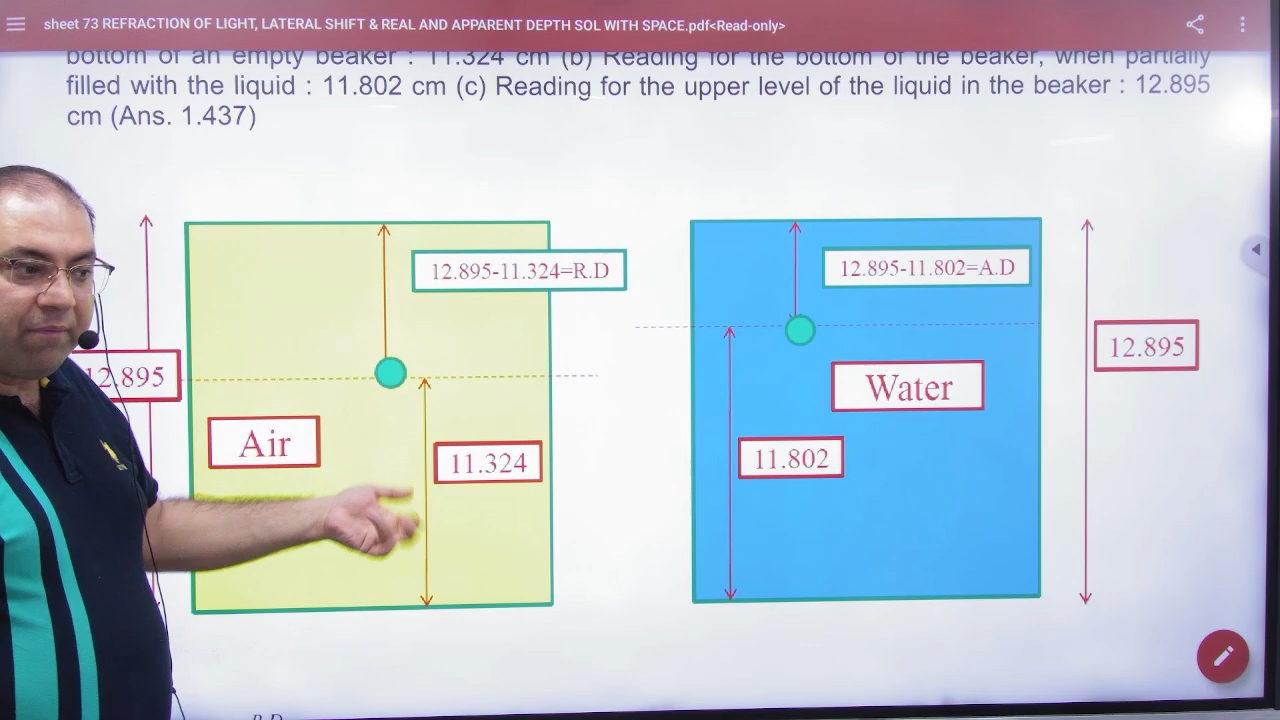 sheet 73 REFRACTION OF LIGHT, LATERAL SHIFT & REAL AND APPARENT DEPTH SOL WITH SPACE.pdf<Read-only>
bottom of an empty beaker : 11.324 cm (b) Reading for the bottom of the beaker, when partially
filled with the liquid : 11.802 cm (c) Reading for the upper level of the liquid in the beaker : 12.895
cm (Ans. 1.437)
12.895-11.324=R.D
12.895-11.802=A.D
12.895
12.895
Water
Air
11.324
11.802